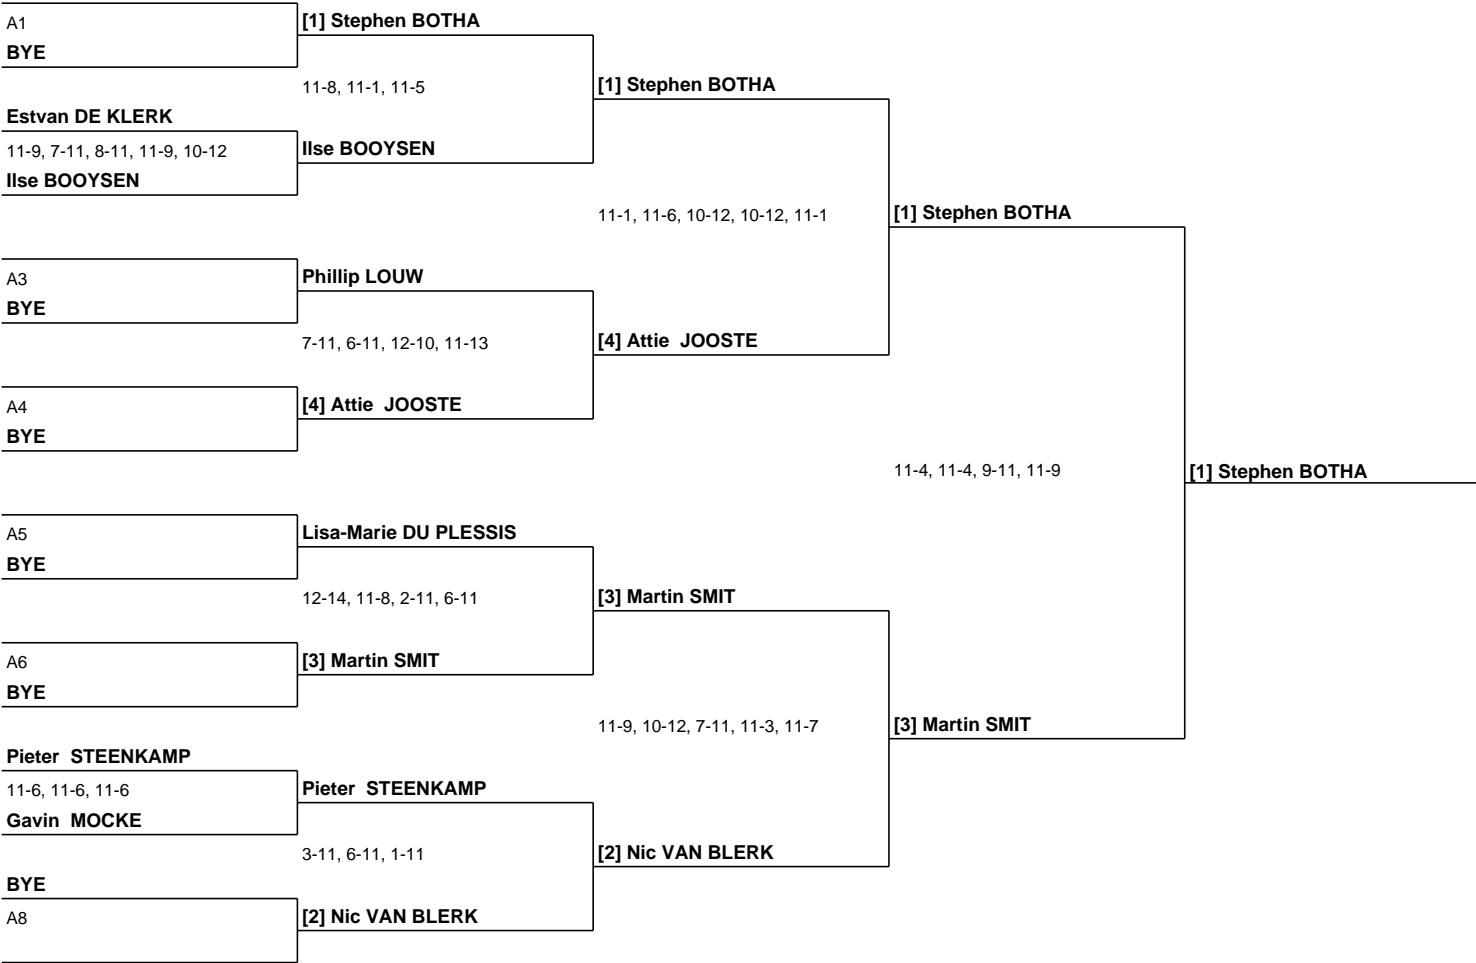 A1
BYE
[1] Stephen BOTHA
11-8, 11-1, 11-5
Estvan DE KLERK
11-9, 7-11, 8-11, 11-9, 10-12
Ilse BOOYSEN
Ilse BOOYSEN
[1] Stephen BOTHA
11-1, 11-6, 10-12, 10-12, 11-1
A3
BYE
Phillip LOUW
7-11, 6-11, 12-10, 11-13
A4
BYE
[4] Attie JOOSTE
[4] Attie JOOSTE
[1] Stephen BOTHA
11-4, 11-4, 9-11, 11-9
[1] Stephen BOTHA
A5
BYE
Lisa-Marie DU PLESSIS
12-14, 11-8, 2-11, 6-11
A6
BYE
[3] Martin SMIT
[3] Martin SMIT
11-9, 10-12, 7-11, 11-3, 11-7
[3] Martin SMIT
Pieter STEENKAMP
11-6, 11-6, 11-6
Gavin MOCKE
Pieter STEENKAMP
3-11, 6-11, 1-11
BYE
A8
[2] Nic VAN BLERK
[2] Nic VAN BLERK